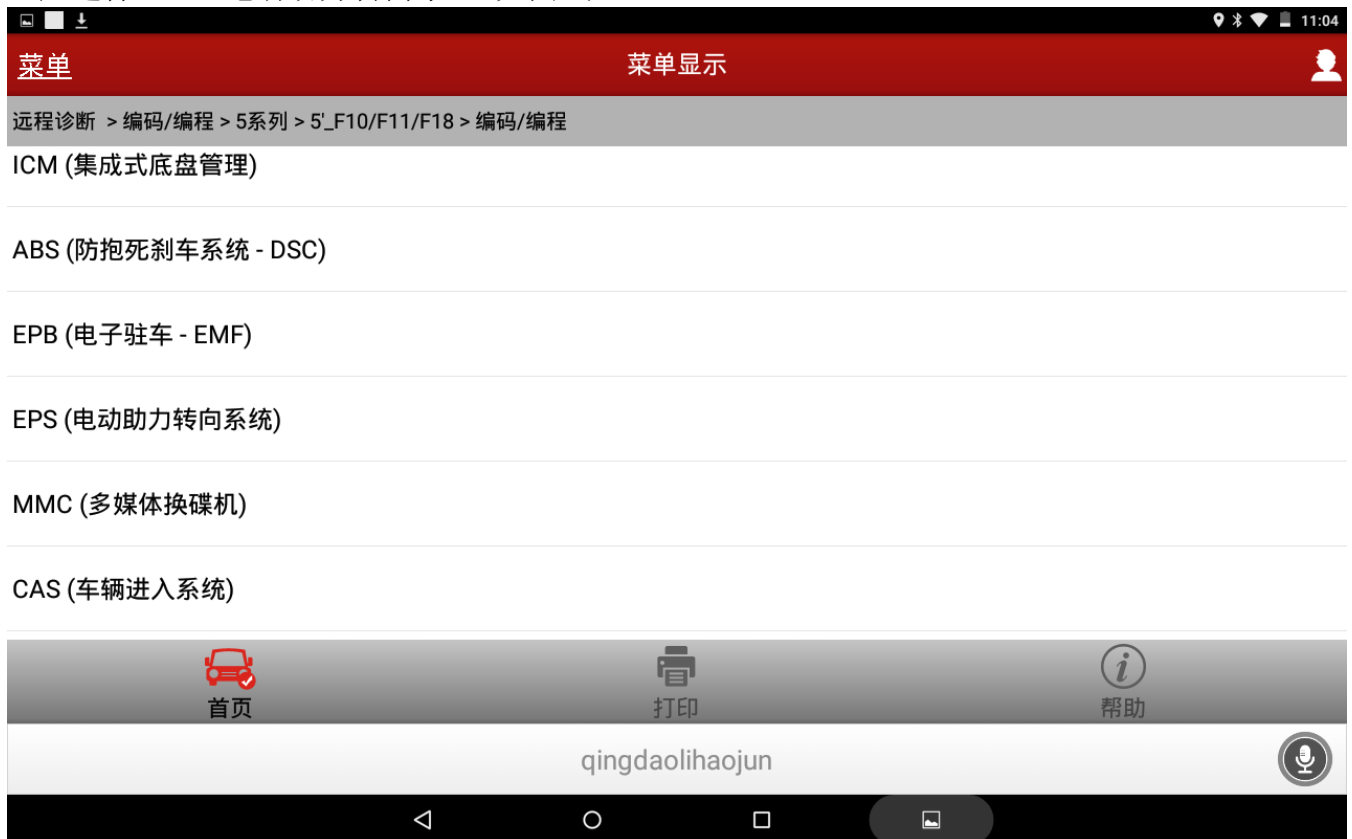 11:04
菜单
菜单显示
远程诊断 > 编码/编程 > 5系列 > 5'_F10/F11/F18 > 编码/编程
ICM (集成式底盘管理)
ABS (防抱死刹车系统 - DSC)
EPB (电子驻车 - EMF)
EPS (电动助力转向系统)
MMC (多媒体换碟机)
CAS (车辆进入系统)
首页
打印
帮助
qingdaolihaojun